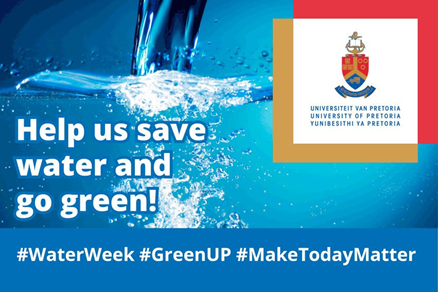 UNIVERSITEIT VAN PRETORIA
UNIVERSITY OF PRETORIA
YUNIBESITHI YA PRETORIA
Help us save
water and
go green!
#WaterWeek #GreenUP #MakeTodayMatter